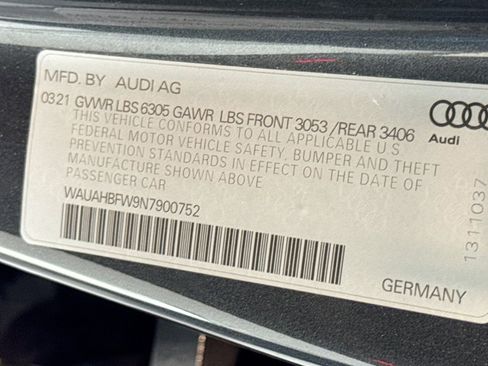 MFD. BY AUDI AG
0321 GVWR LBS 6305 GAWR LBS FRONT 3053 / REAR 3406
THIS VEHICLE CONFORMS TO ALL APPLICABLE U S
FEDERAL MOTOR VEHICLE SAFETY, BUMPER AND THEFT
PREVENTION STANDARDS IN EFFECT ON THE DATE OF
MANUFACTURE SHOWN ABOVE
PASSENGER CAR
WAUAHBFW9N7900752
Audi
1311037
GERMANY